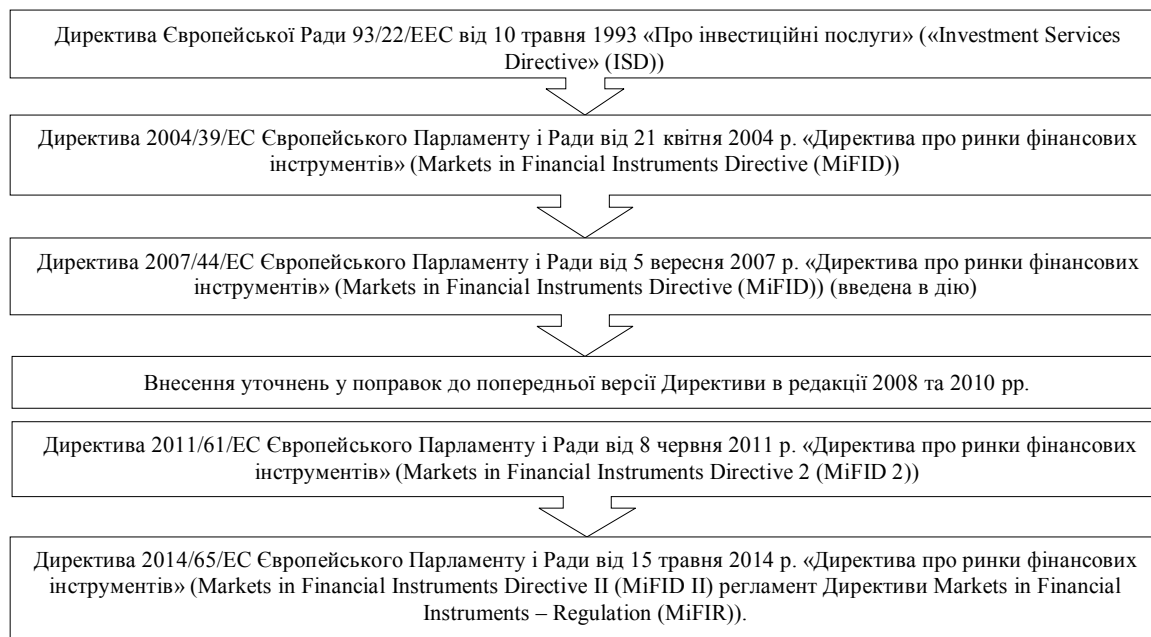 Директива Європейської Ради 93/22/EEC від 10 травня 1993 «Про інвестиційні послуги» («Investment Services
Directive» (ISD))
Директива 2004/39/ЕС Європейського Парламенту і Ради від 21 квітня 2004 р. «Директива про ринки фінансових
інструментів» (Markets in Financial Instruments Directive (MiFID))
Директива 2007/44/ЕС Європейського Парламенту і Ради від 5 вересня 2007 р. «Директива про ринки фінансових
інструментів» (Markets in Financial Instruments Directive (MiFID)) (введена в дію)
Внесення уточнень у поправок до попередньої версії Директиви в редакції 2008 та 2010 рр.
Директива 2011/61/ЕС Європейського Парламенту і Ради від 8 червня 2011 р. «Директива про ринки фінансових
інструментів» (Markets in Financial Instruments Directive 2 (MiFID 2))
Директива 2014/65/ЕС Європейського Парламенту і Ради від 15 травня 2014 р. «Директива про ринки фінансових
інструментів» (Markets in Financial Instruments Directive II (MiFID II) регламент Директиви Markets in Financial
Instruments – Regulation (MiFIR)).